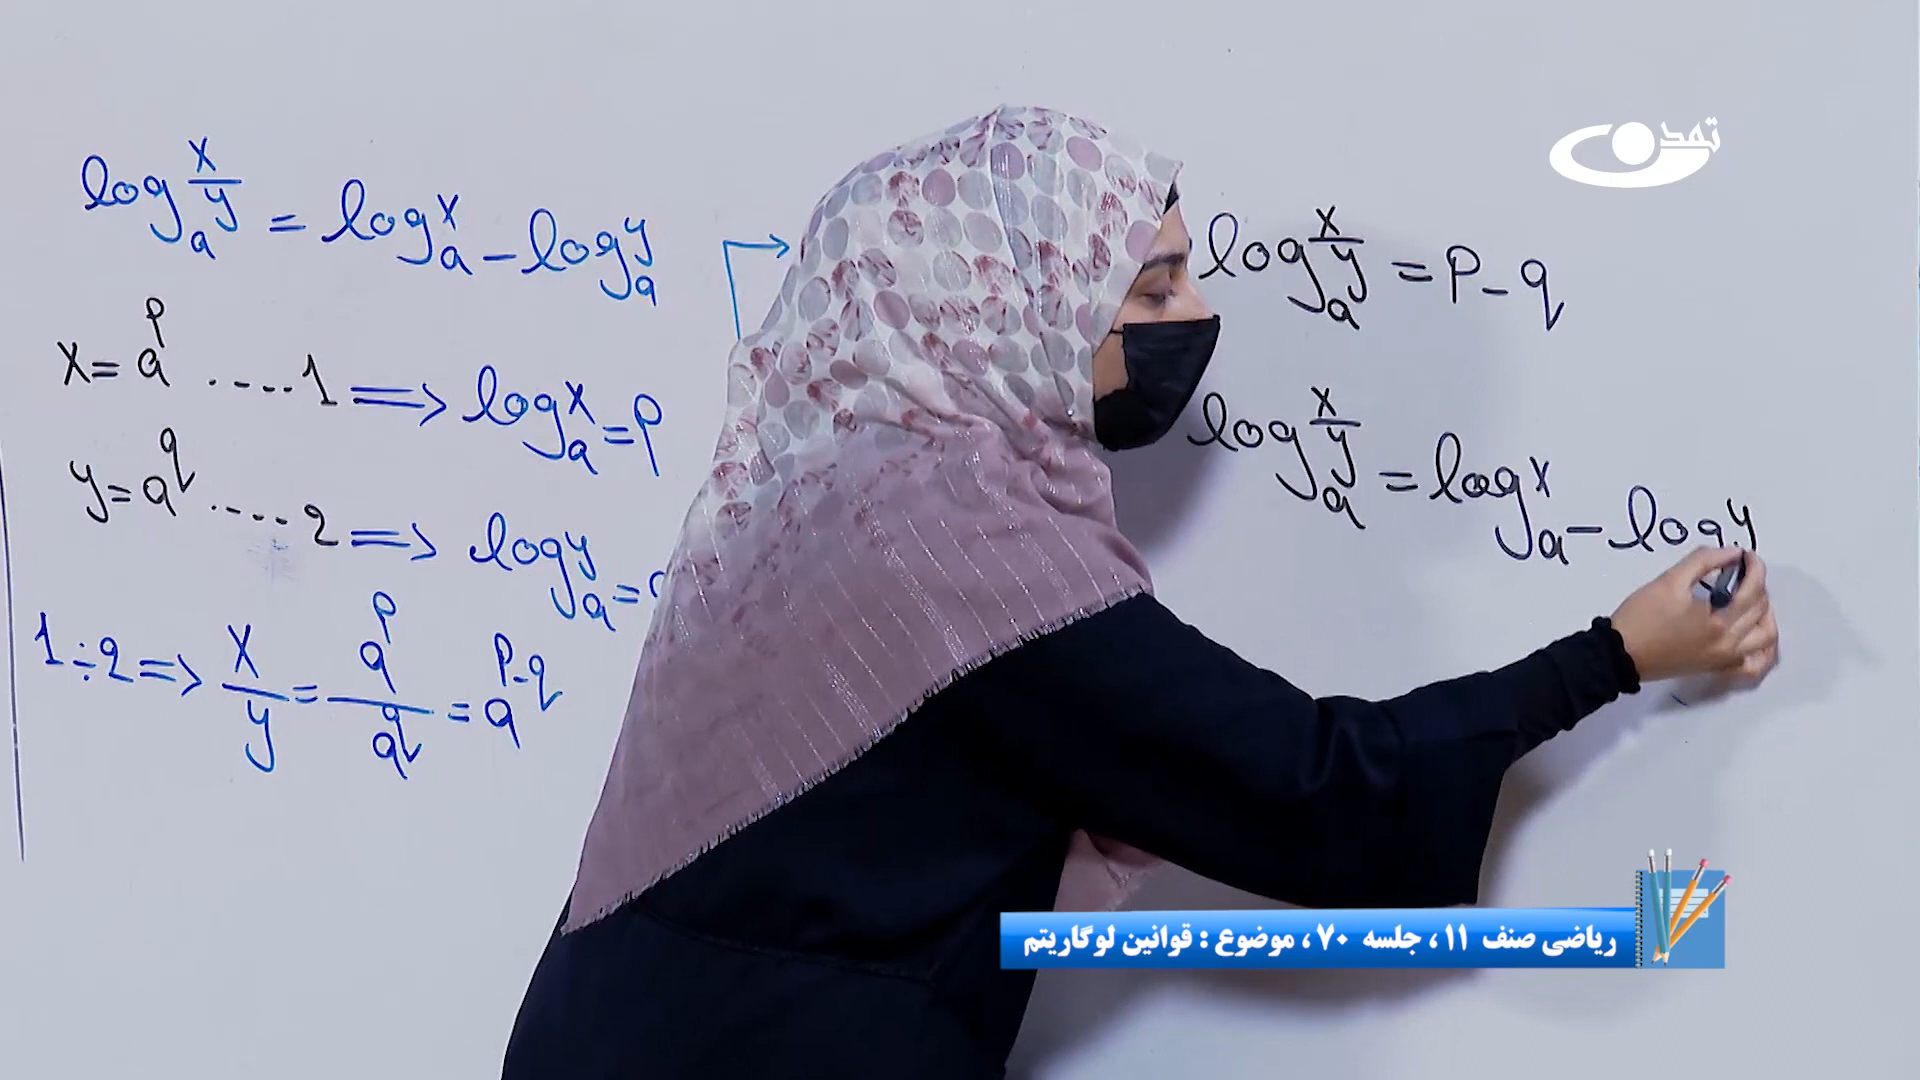 log_a x/y = log_a x - log_a y
x = a^p ....1 ⟹ log_a x = p
y = a^q ....2 ⟹ log_a y =
1 ÷ 2 ⟹ x/y = a^p/a^q = a^p-q
log_a x/y = p - q
log_a x/y = log_a x - log y
تمدن
ریاضی صنف ۱۱، جلسه ۷۰، موضوع : قوانین لوگاریتم